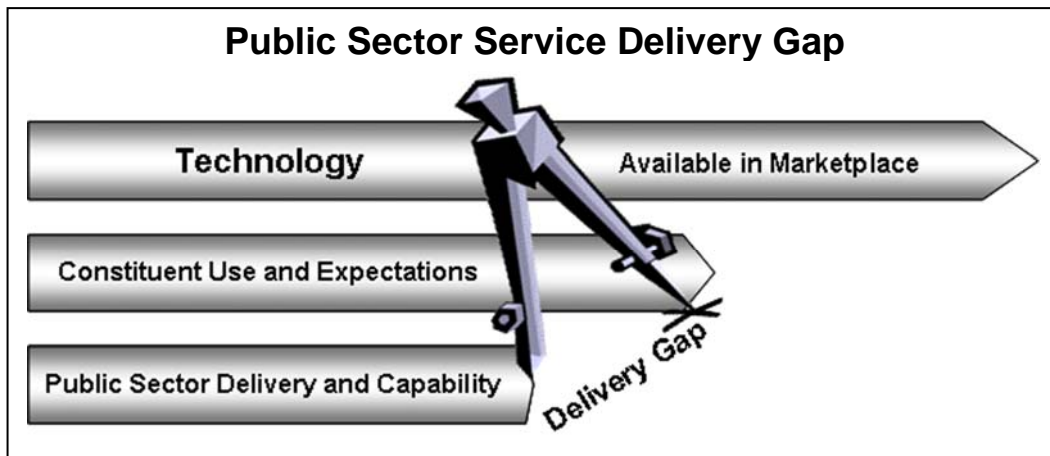 Public Sector Service Delivery Gap
Technology
Available in Marketplace
Constituent Use and Expectations
Public Sector Delivery and Capability
Delivery Gap